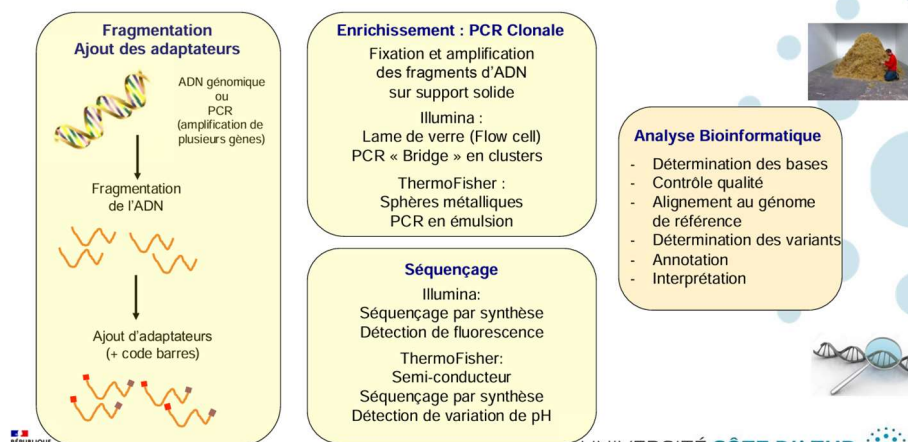 Fragmentation
Ajout des adaptateurs
ADN génomique
ou
PCR
(amplification de
plusieurs gènes)
Fragmentation
de l'ADN
Ajout d'adaptateurs
(+ code barres)
Enrichissement : PCR Clonale
Fixation et amplification
des fragments d'ADN
sur support solide
Illumina :
Lame de verre (Flow cell)
PCR « Bridge » en clusters
ThermoFisher :
Sphères métalliques
PCR en émulsion
Séquençage
Illumina:
Séquençage par synthèse
Détection de fluorescence
ThermoFisher:
Semi-conducteur
Séquençage par synthèse
Détection de variation de pH
Analyse Bioinformatique
- Détermination des bases
- Contrôle qualité
- Alignement au génome
de référence
- Détermination des variants
- Annotation
- Interprétation
RÉPUBLIQUE
UNIVERSITÉ CÔTE D'AZUR